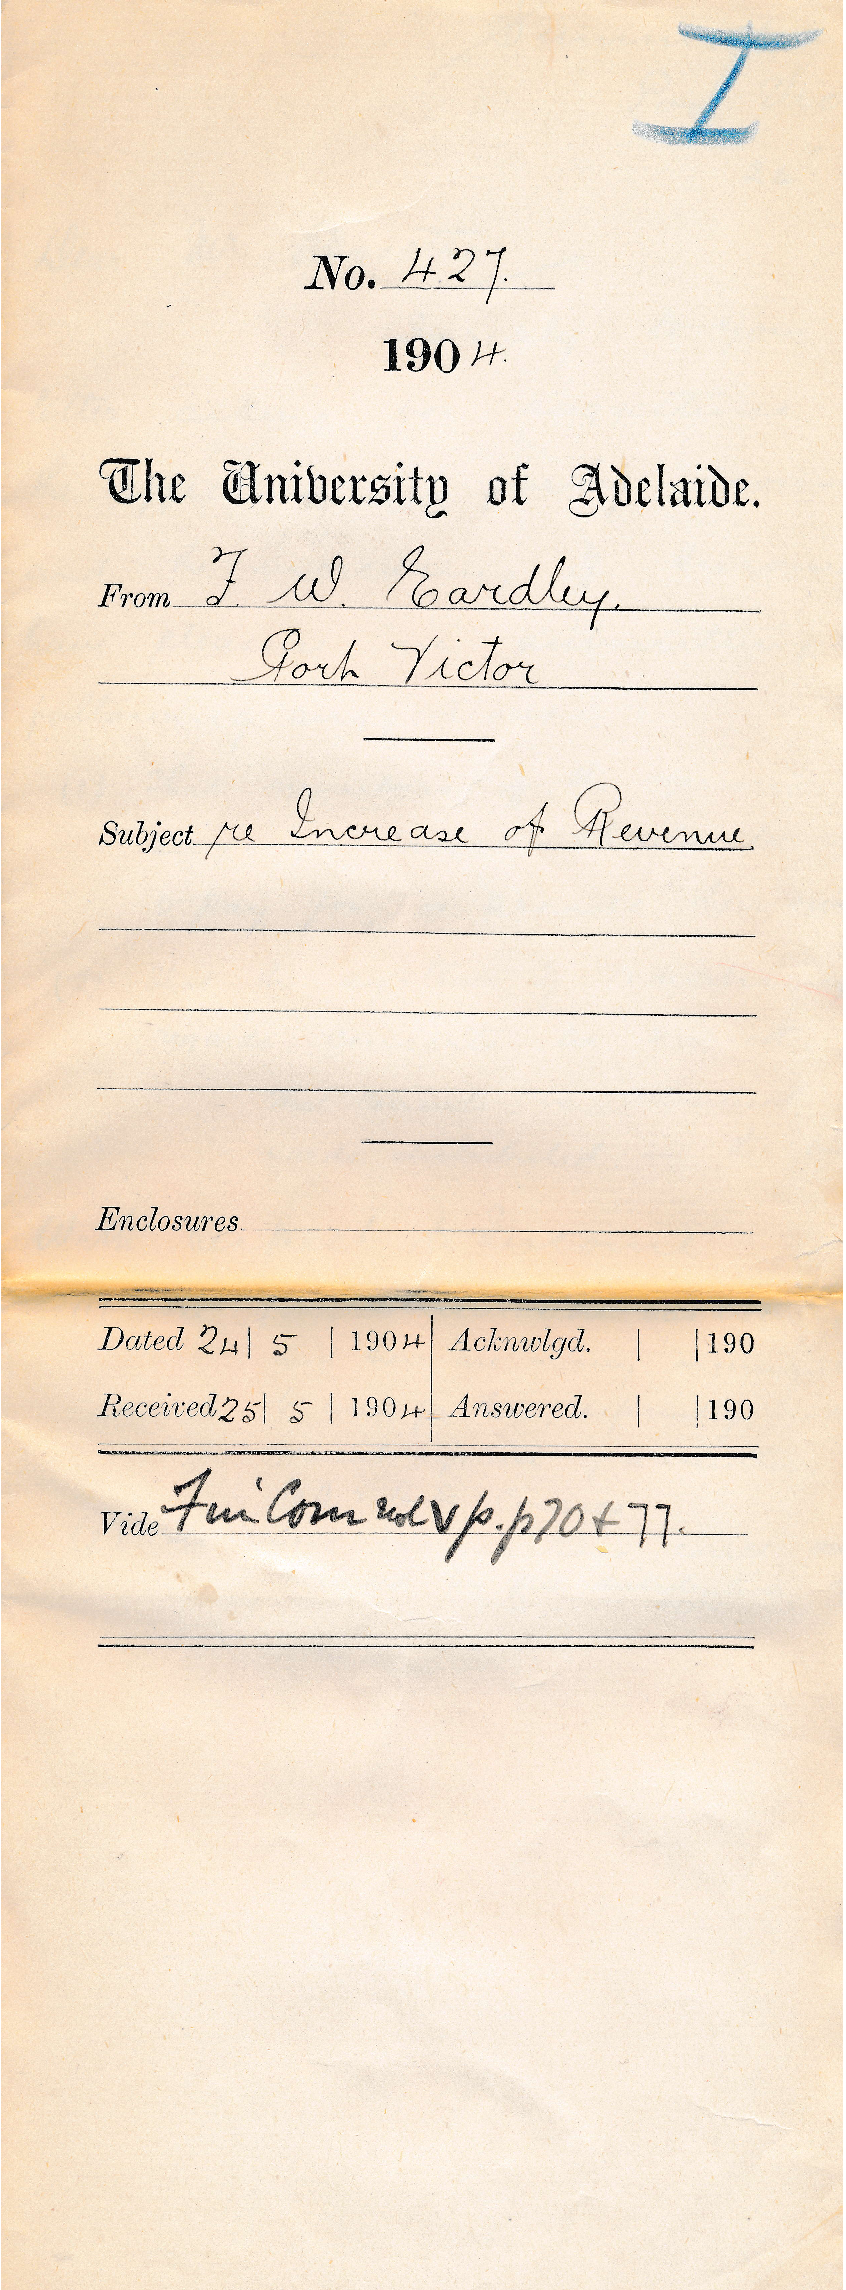 I
No. 427.
1904.
The University of Adelaide.
From F. W. Eardley.
Port Victor
Subject re Increase of Revenue.
Enclosures
Dated 24 | 5 | 1904 Acknwlgd. | | 190
Received 25 | 5 | 1904 Answered. | | 190
Vide Fin Com vol V p. p 70 + 77.